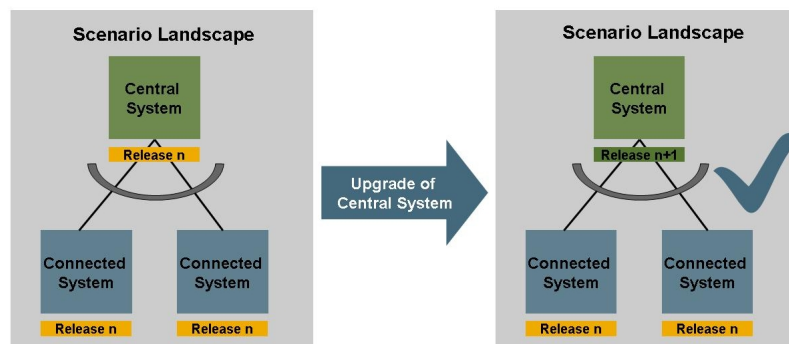 Scenario Landscape
Central
System
Release n
Connected
System
Connected
System
Release n
Release n
Upgrade of
Central System
Scenario Landscape
Central
System
Release n+1
Connected
System
Connected
System
Release n
Release n